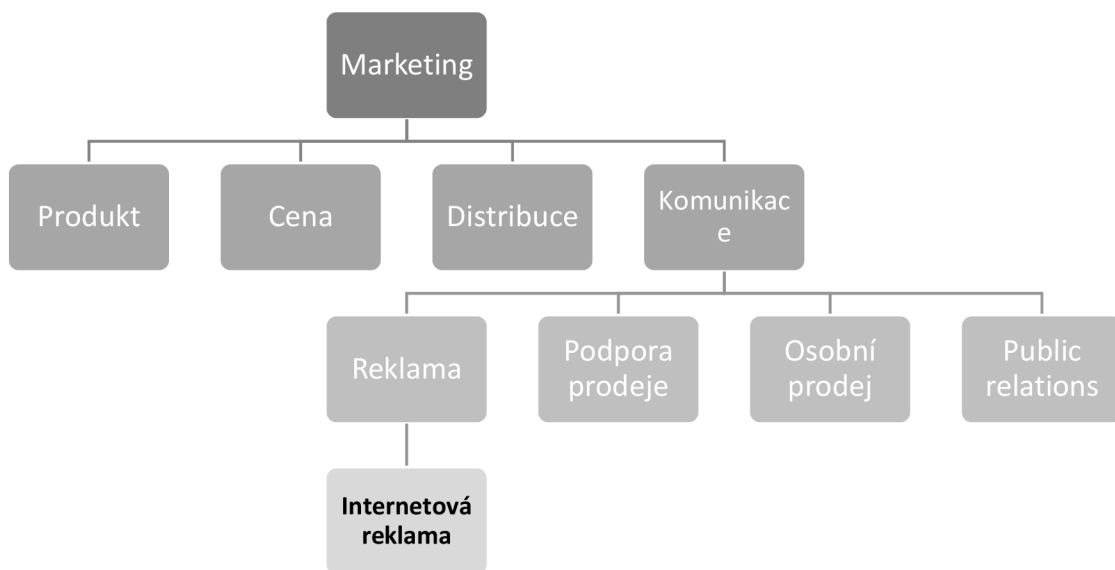 Marketing
Produkt
Cena
Distribuce
Komunikac
e
Reklama
Podpora
prodeje
Osobní
prodej
Public
relations
Internetová
reklama